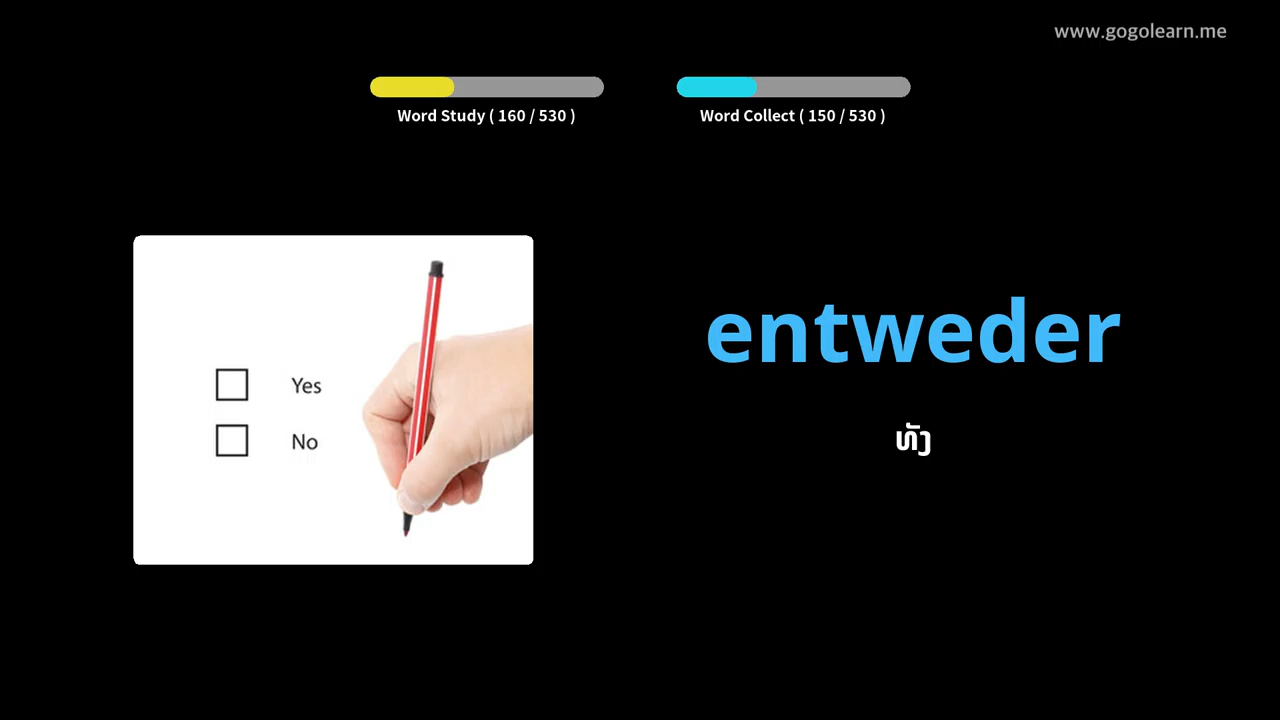 www.gogolearn.me
Word Study ( 160 / 530 )
Word Collect ( 150 / 530 )
entweder
ທັງ
Yes
No